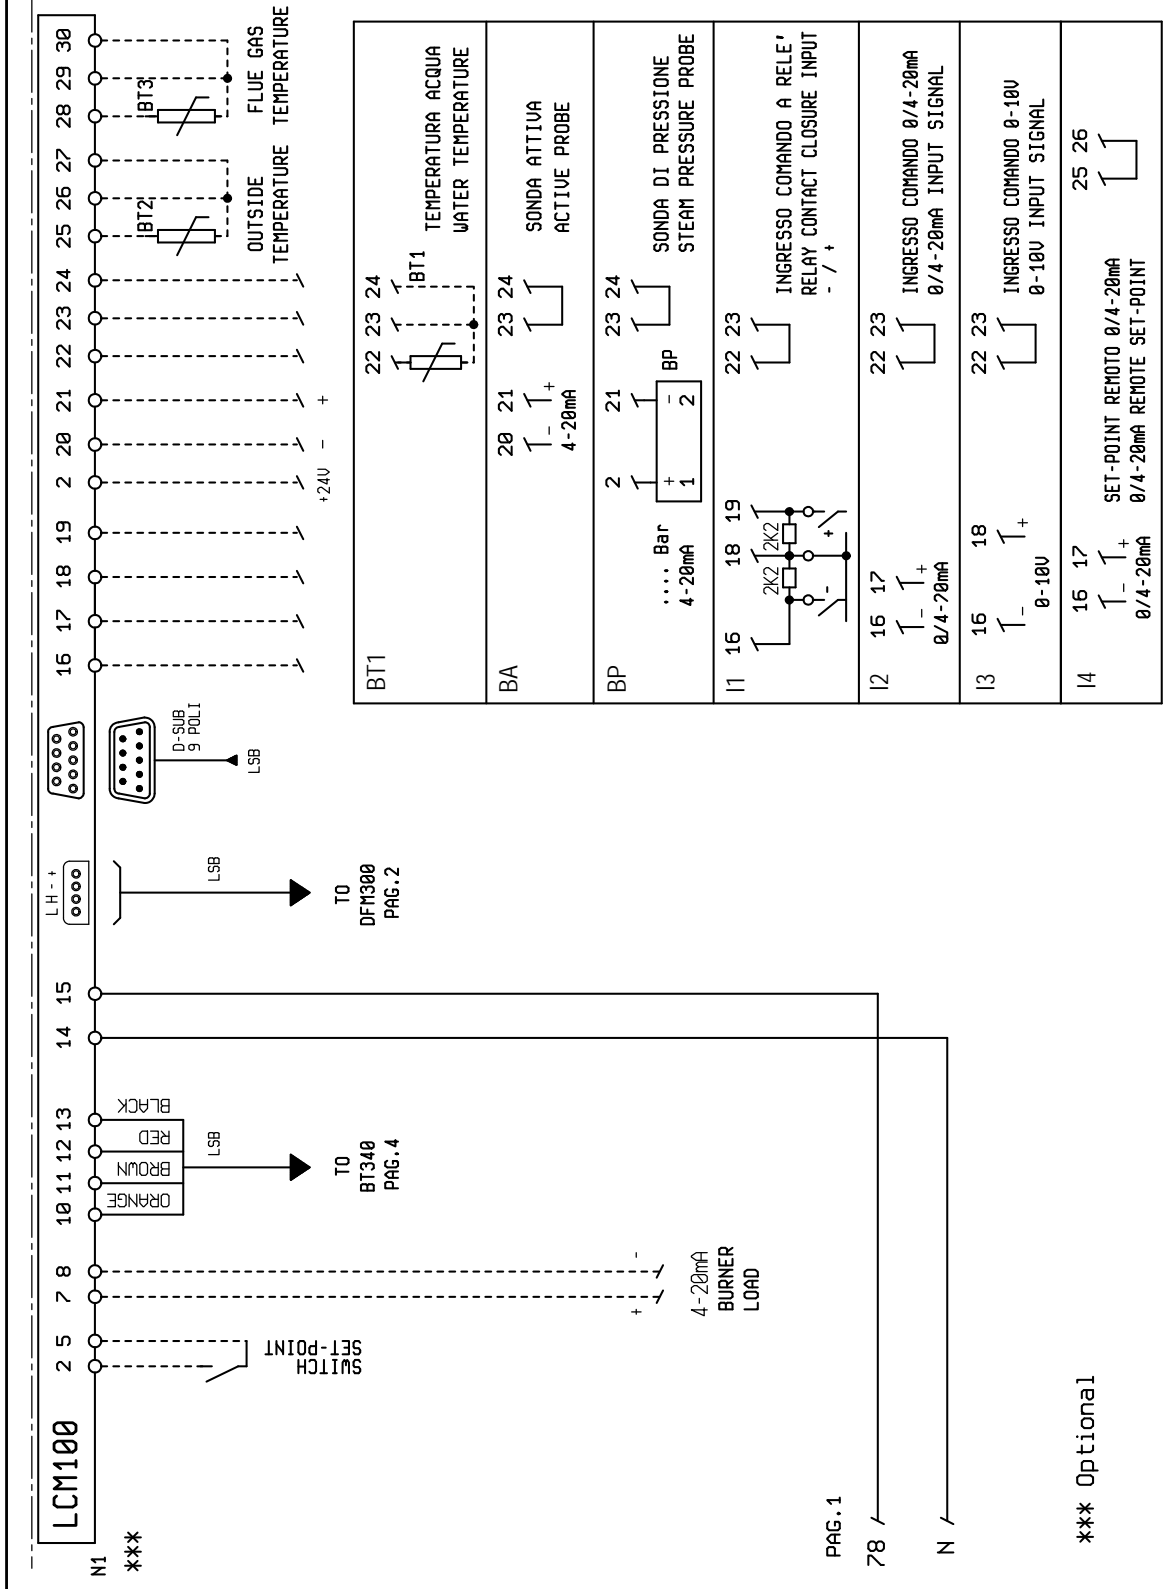 LCM100
N1
***
2 5 7 8 10 11 12 13 14 15
L H - +
16 17 18 19 2 20 21 22 23 24 25 26 27 28 29 30
SWITCH
SET-POINT
+ -
4-20mA
BURNER
LOAD
ORANGE
BROWN
RED
BLACK
LSB
TO
BT340
PAG.4
LSB
TO
DFM300
PAG.2
D-SUB
9 POLI
LSB
+24V - +
BT2
OUTSIDE
TEMPERATURE
BT3
FLUE GAS
TEMPERATURE
PAG.1
78
N
*** Optional
BT1
22 23 24
BT1
TEMPERATURA ACQUA
WATER TEMPERATURE
BA
20 21 23 24
- +
4-20mA
SONDA ATTIVA
ACTIVE PROBE
BP
2 21 23 24
.... Bar
4-20mA
+ -
1 2
BP
SONDA DI PRESSIONE
STEAM PRESSURE PROBE
I1
16 18 19 22 23
2K2 2K2
- +
INGRESSO COMANDO A RELE'
RELAY CONTACT CLOSURE INPUT
- / +
I2
16 17 22 23
- +
0/4-20mA
INGRESSO COMANDO 0/4-20mA
0/4-20mA INPUT SIGNAL
I3
16 18 22 23
- +
0-10V
INGRESSO COMANDO 0-10V
0-10V INPUT SIGNAL
I4
16 17 25 26
- +
0/4-20mA
SET-POINT REMOTO 0/4-20mA
0/4-20mA REMOTE SET-POINT